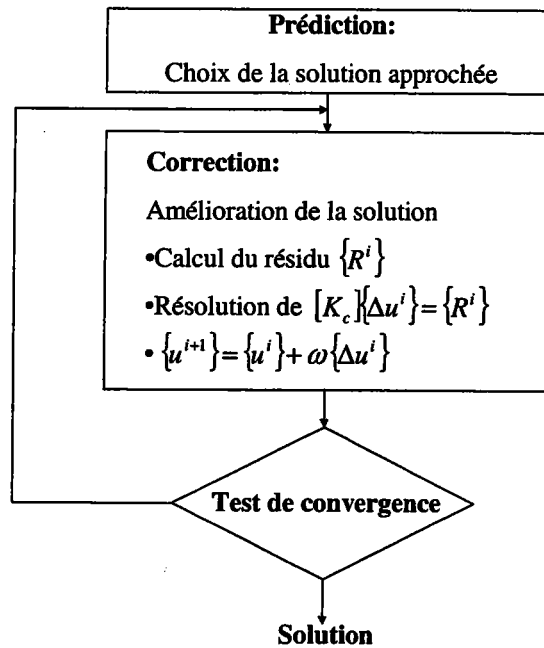 Prédiction:
Choix de la solution approchée
Correction:
Amélioration de la solution
•Calcul du résidu {R^i}
•Résolution de [K_c]{Δu^i}={R^i}
• {u^{i+1}}={u^i}+ ω{Δu^i}
Test de convergence
Solution